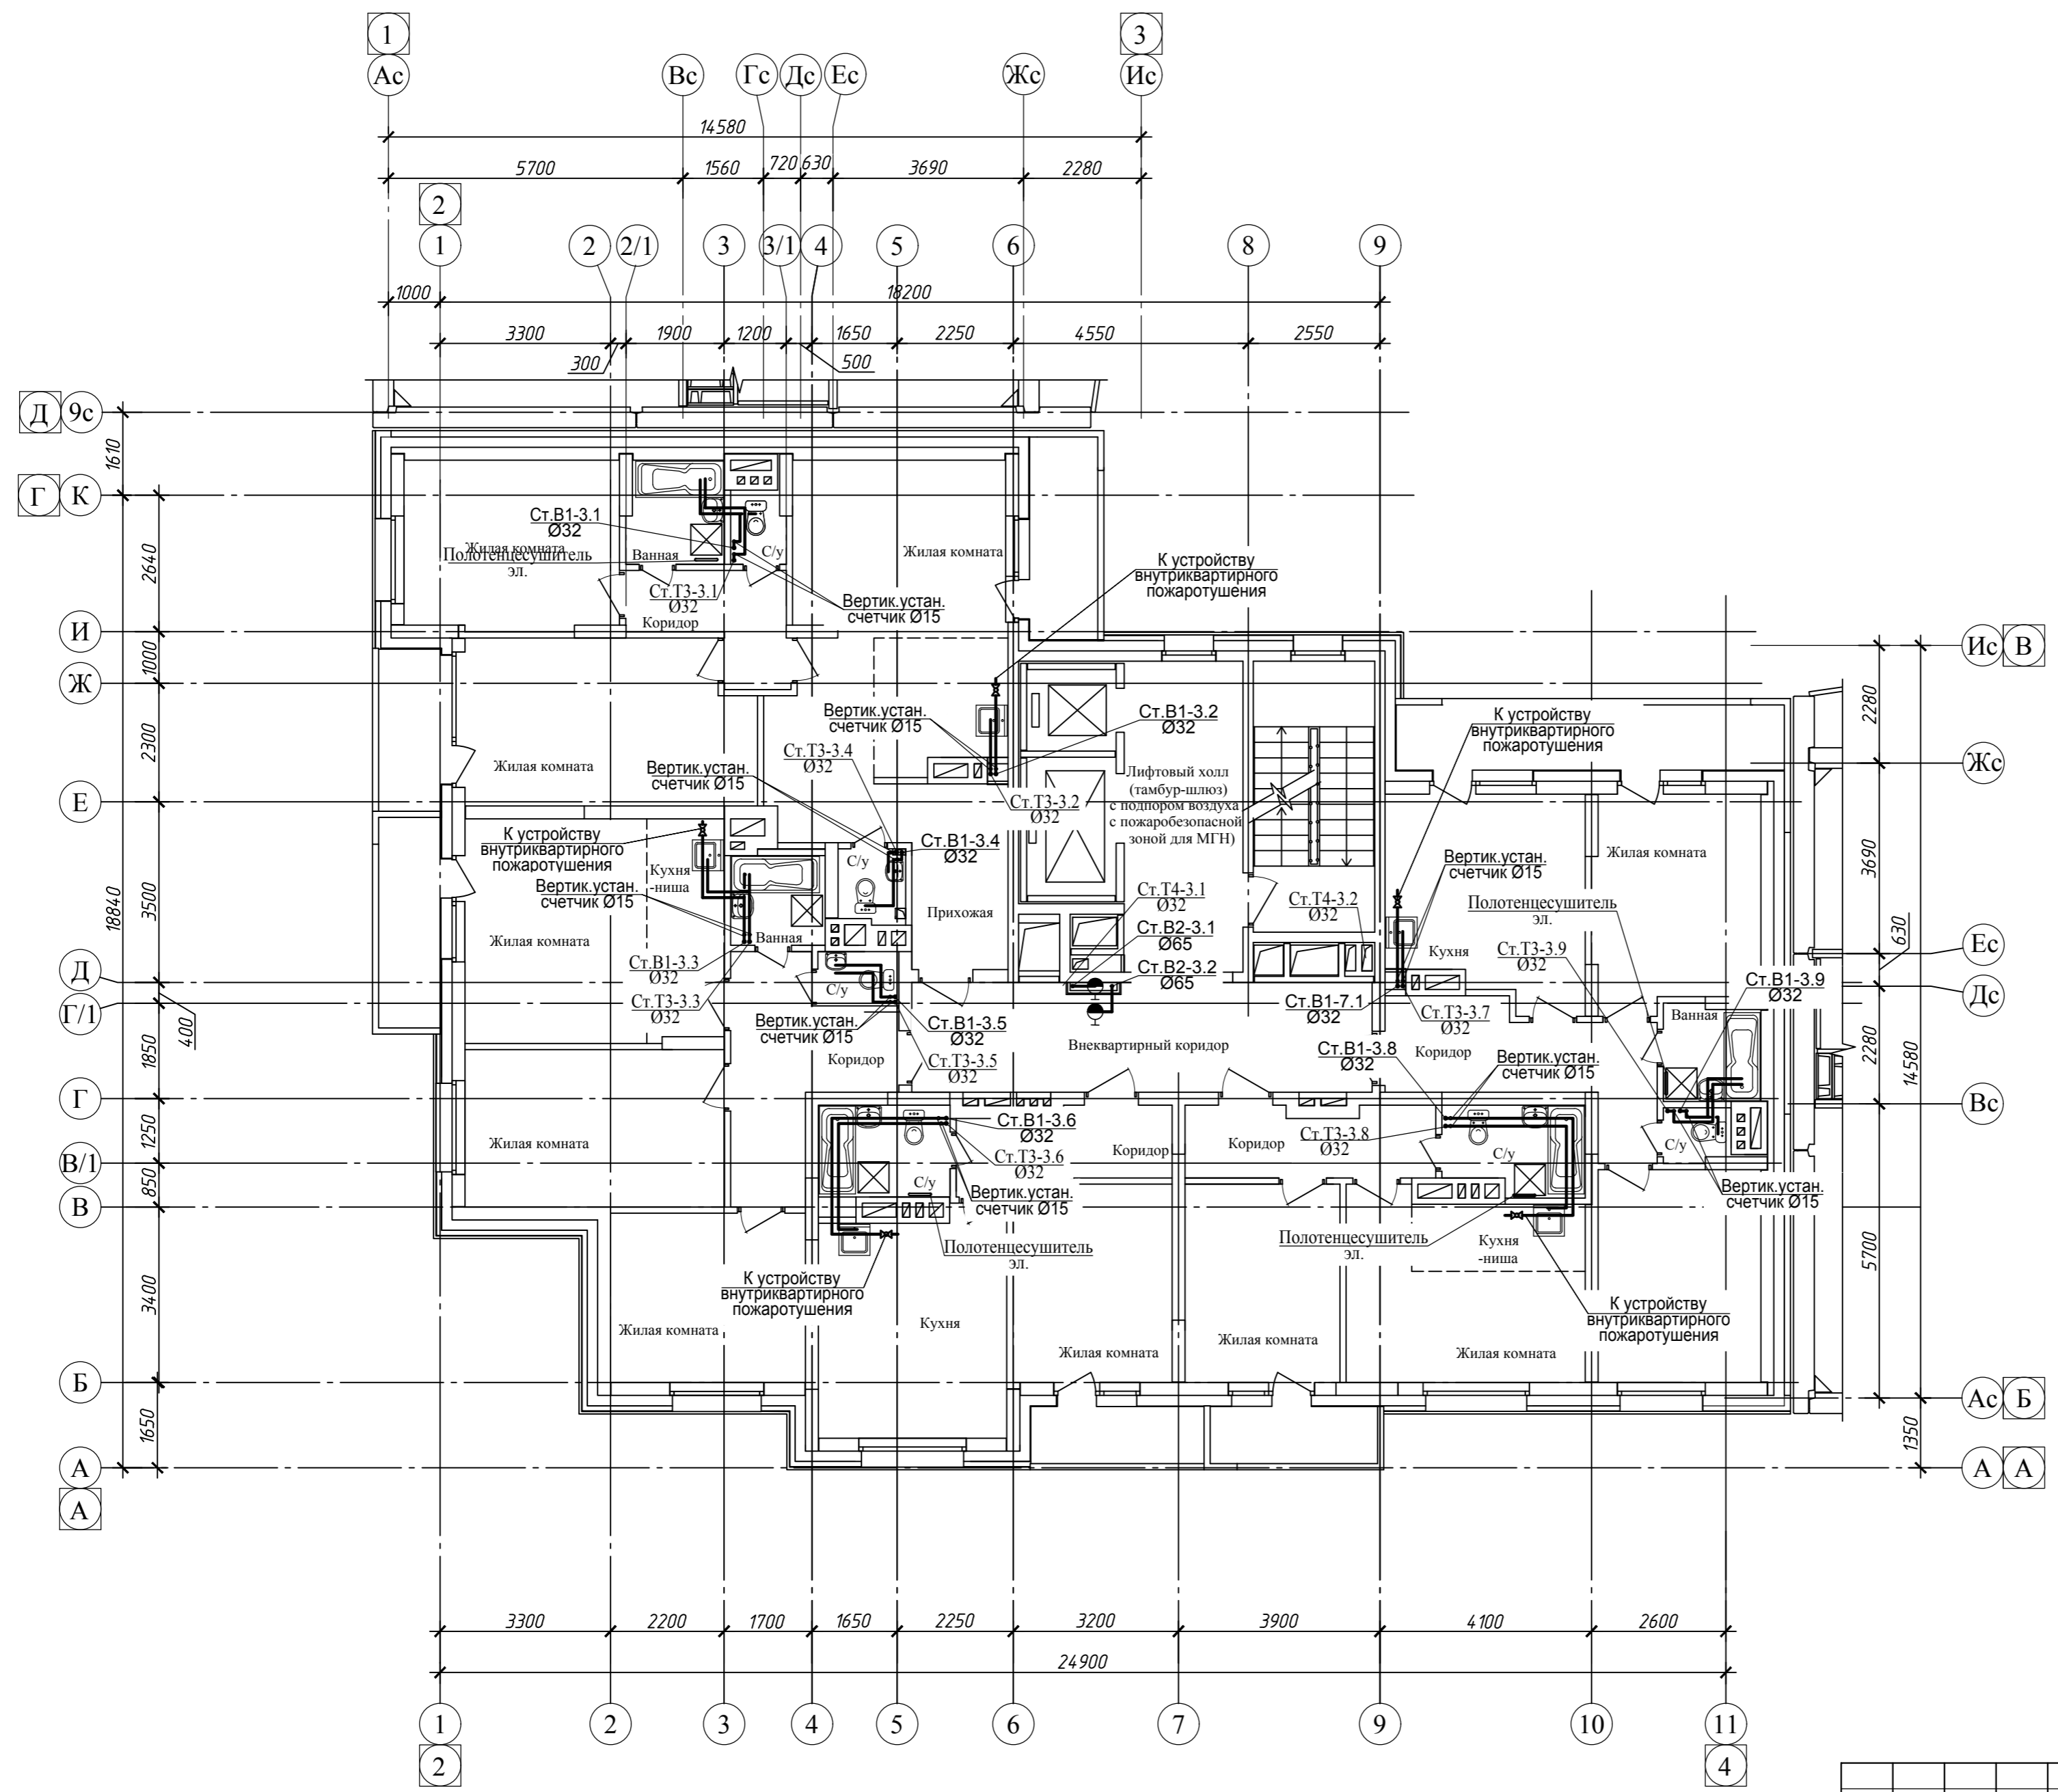 1
3
Ас
Вс
Гс
Дс
Ес
Жс
Ис
14580
5700
1560
720
630
3690
2280
2
1
2
2/1
3
3/1
4
5
6
8
9
1000
18200
3300
1900
1200
1650
2250
4550
2550
300
500
Д
9с
1610
Г
К
Ст.В1-3.1
Ø32
Жилая комната
Полотенцесушитель
эл.
Ванная
С/у
Жилая комната
К устройству
внутриквартирного
пожаротушения
2640
Ст.Т3-3.1
Ø32
Вертик.устан.
счетчик Ø15
Коридор
И
Ис
В
1000
Ж
2280
Вертик.устан.
счетчик Ø15
Ст.В1-3.2
Ø32
К устройству
внутриквартирного
пожаротушения
2300
Ст.Т3-3.4
Ø32
Жилая комната
Вертик.устан.
счетчик Ø15
Лифтовый холл
(тамбур-шлюз)
с подпором воздуха
с пожаробезопасной
зоной для МГН)
Жс
Е
Ст.Т3-3.2
Ø32
К устройству
внутриквартирного
пожаротушения
Ст.В1-3.4
Ø32
С/у
Кухня
-ниша
Вертик.устан.
счетчик Ø15
Жилая комната
3690
Вертик.устан.
счетчик Ø15
3500
18840
Ст.Т4-3.1
Ø32
Ст.Т4-3.2
Ø32
Полотенцесушитель
эл.
Прихожая
Ст.В2-3.1
Ø65
Жилая комната
Ванная
Кухня
Ст.Т3-3.9
Ø32
630
Ес
Ст.В1-3.3
Ø32
Ст.В2-3.2
Ø65
Ст.В1-3.9
Ø32
Д
С/у
Ст.Т3-3.3
Ø32
Ст.В1-7.1
Ø32
Ст.Т3-3.7
Ø32
Дс
Г/1
Ванная
400
Вертик.устан.
счетчик Ø15
Ст.В1-3.5
Ø32
Внеквартирный коридор
Ст.В1-3.8
Ø32
Коридор
Вертик.устан.
счетчик Ø15
1850
Коридор
Ст.Т3-3.5
Ø32
2280
14580
Г
Вс
Ст.В1-3.6
Ø32
Жилая комната
1250
Коридор
Коридор
Ст.Т3-3.8
Ø32
С/у
С/у
Ст.Т3-3.6
Ø32
В/1
850
С/у
Вертик.устан.
счетчик Ø15
Вертик.устан.
счетчик Ø15
В
Полотенцесушитель
эл.
Полотенцесушитель
эл.
Кухня
-ниша
5700
К устройству
внутриквартирного
пожаротушения
3400
К устройству
внутриквартирного
пожаротушения
Жилая комната
Кухня
Жилая комната
Жилая комната
Жилая комната
Б
Ас
Б
1650
1350
А
А
А
А
3300
2200
1700
1650
2250
3200
3900
4100
2600
24900
1
2
3
4
5
6
7
9
10
11
2
4